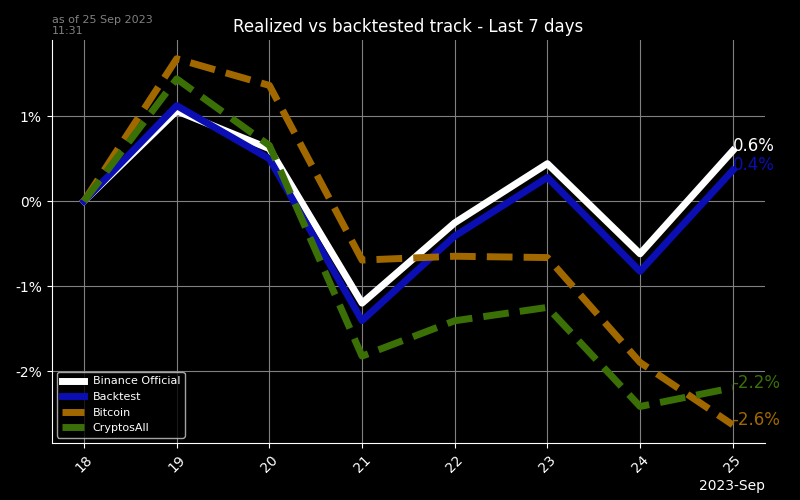 as of 25 Sep 2023
11:31
Realized vs backtested track - Last 7 days
1%
0%
-1%
-2%
0.6%
0.4%
-2.2%
-2.6%
Binance Official
Backtest
Bitcoin
CryptosAll
18
19
20
21
22
23
24
25
2023-Sep